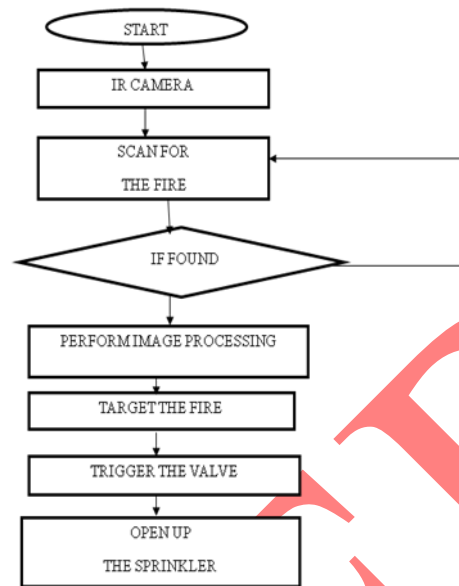 START
IR CAMERA
SCAN FOR
THE FIRE
IF FOUND
PERFORM IMAGE PROCESSING
TARGET THE FIRE
TRIGGER THE VALVE
OPEN UP
THE SPRINKLER